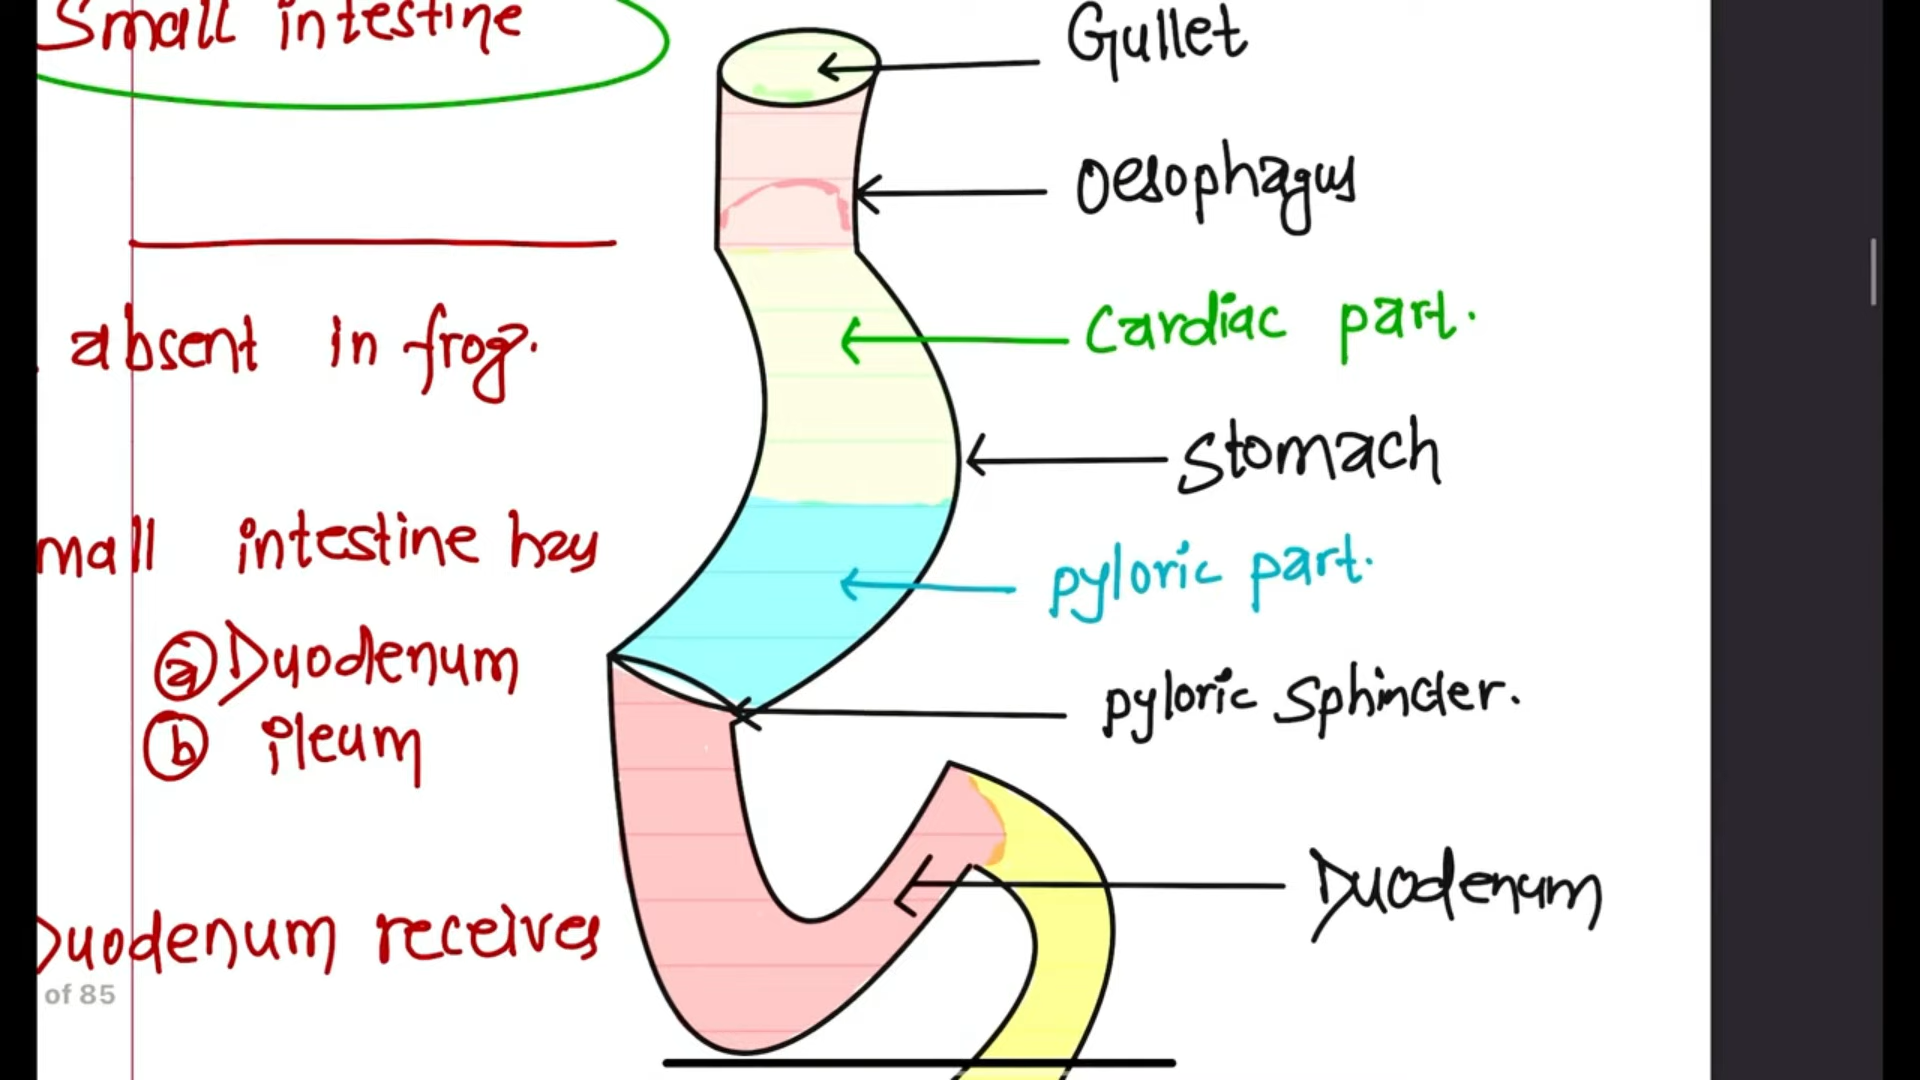 Small intestine
absent in frog.
mall intestine has
a Duodenum
b ileum
Duodenum receives
of 85
Gullet
Oesophagus
Cardiac part.
Stomach
pyloric part.
pyloric Sphincter.
Duodenum